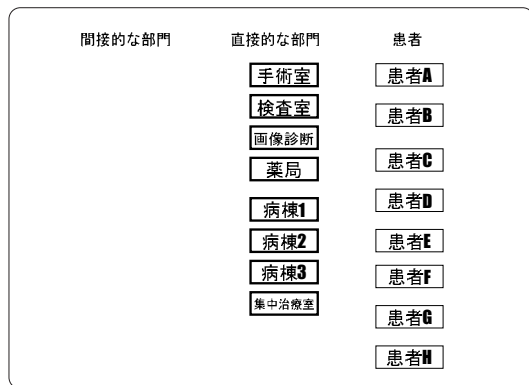 間接的な部門 直接的な部門 患者
手術室 患者A
検査室 患者B
画像診断
薬局 患者C
病棟1 患者D
病棟2 患者E
病棟3 患者F
集中治療室 患者G
患者H